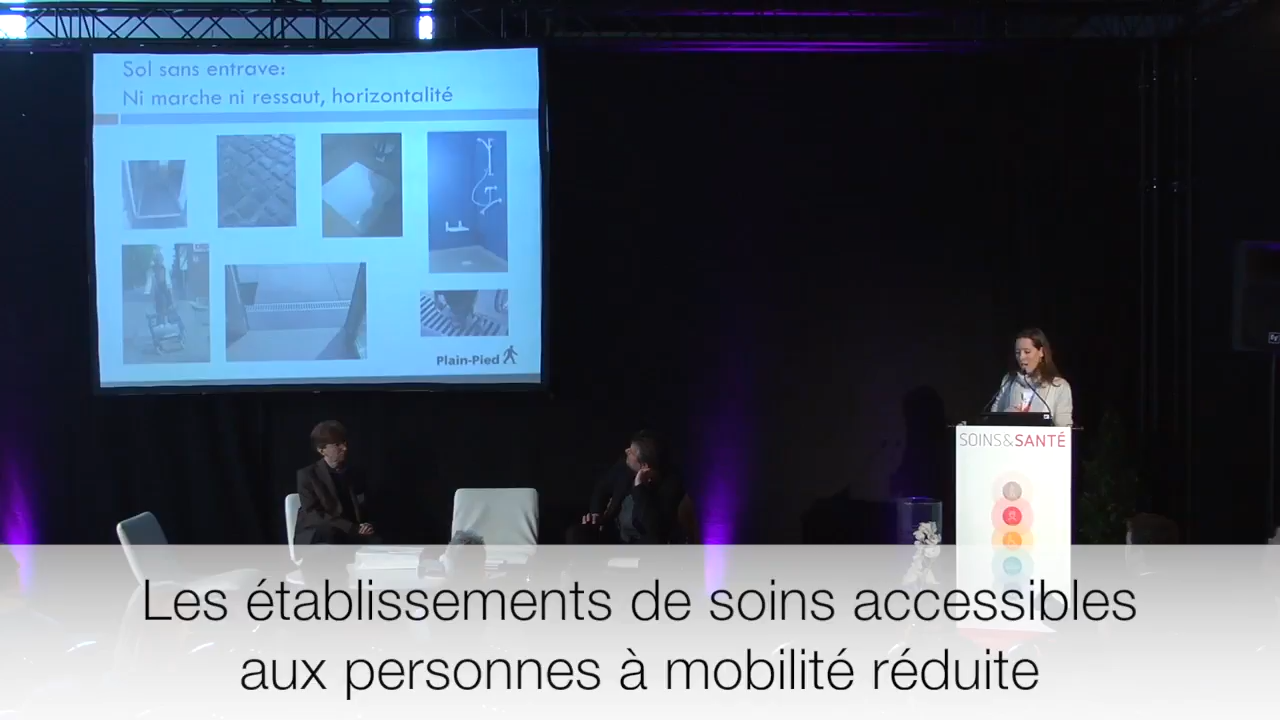 Sol sans entrave:
Ni marche ni ressaut, horizontalité
Plain-Pied
SOINS&SANTÉ
Les établissements de soins accessibles
aux personnes à mobilité réduite